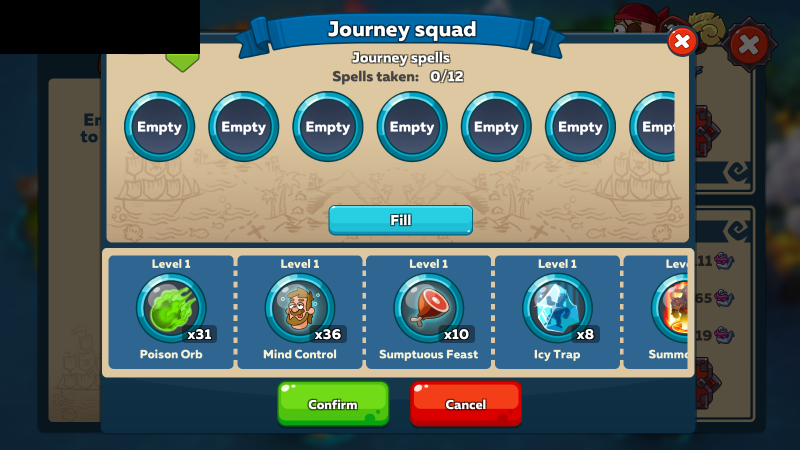 Journey squad
Journey spells
Spells taken: 0/12
Empty Empty Empty Empty Empty Empty
Fill
Level 1 Level 1 Level 1 Level 1
x31 x36 x10 x8
Poison Orb Mind Control Sumptuous Feast Icy Trap
Confirm Cancel